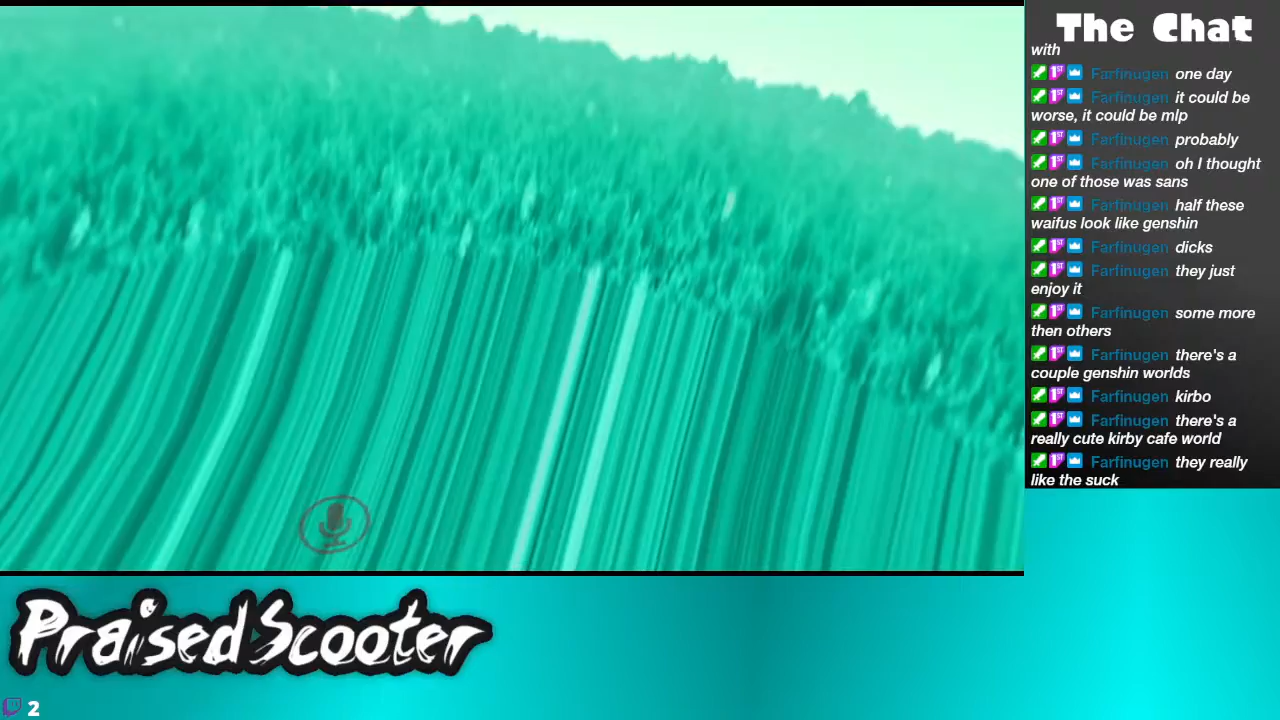 The Chat
with
Farfinugen one day
Farfinugen it could be
worse, it could be mlp
Farfinugen probably
Farfinugen oh I thought
one of those was sans
Farfinugen half these
waifus look like genshin
Farfinugen dicks
Farfinugen they just
enjoy it
Farfinugen some more
then others
Farfinugen there's a
couple genshin worlds
Farfinugen kirbo
Farfinugen there's a
really cute kirby cafe world
Farfinugen they really
like the suck
PraisedScooter
2